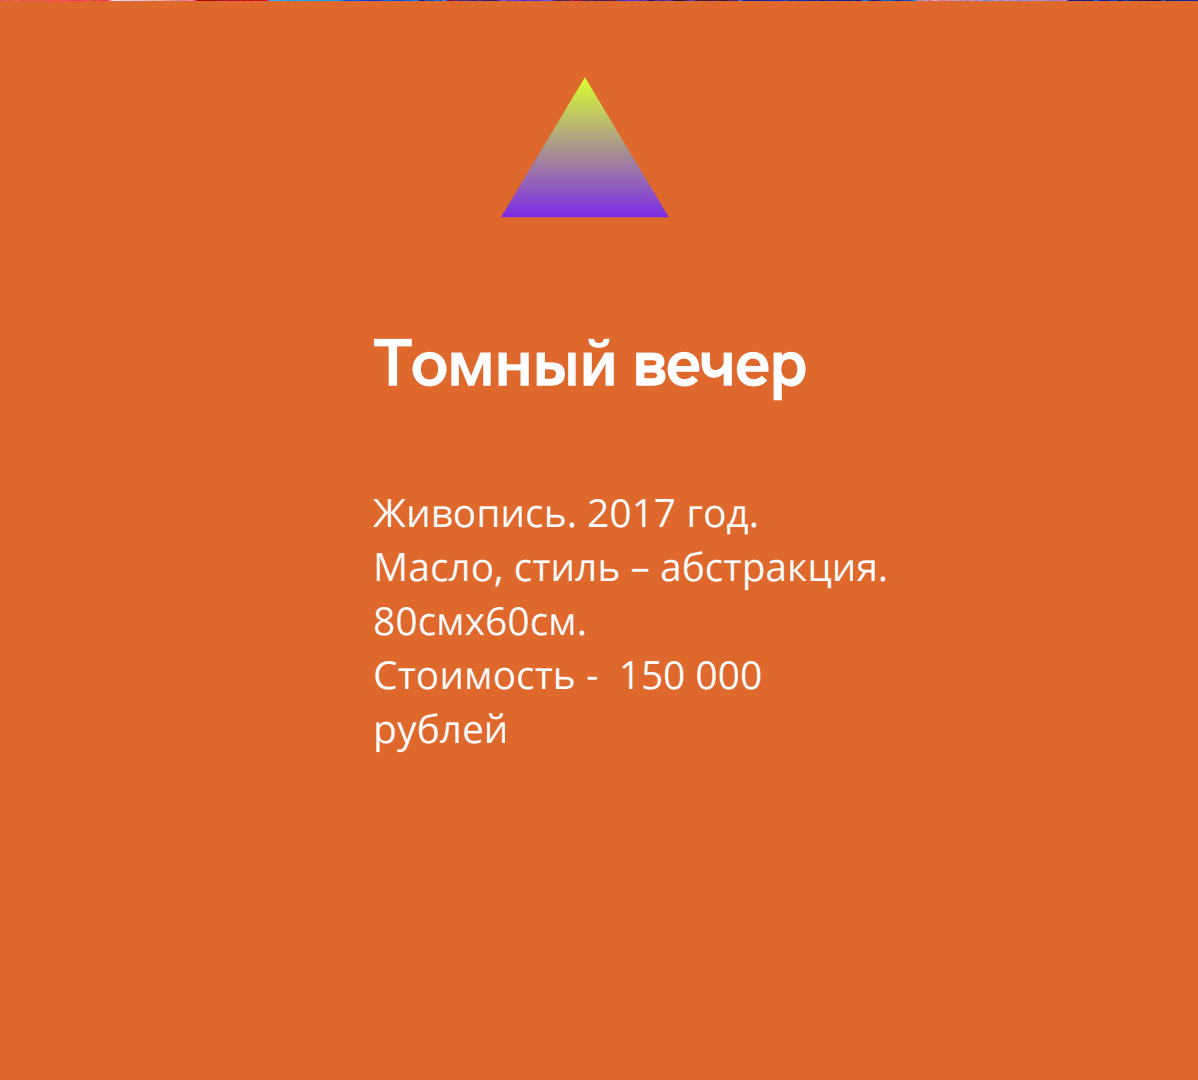 Томный вечер
Живопись. 2017 год.
Масло, стиль – абстракция.
80смх60см.
Стоимость -  150 000
рублей